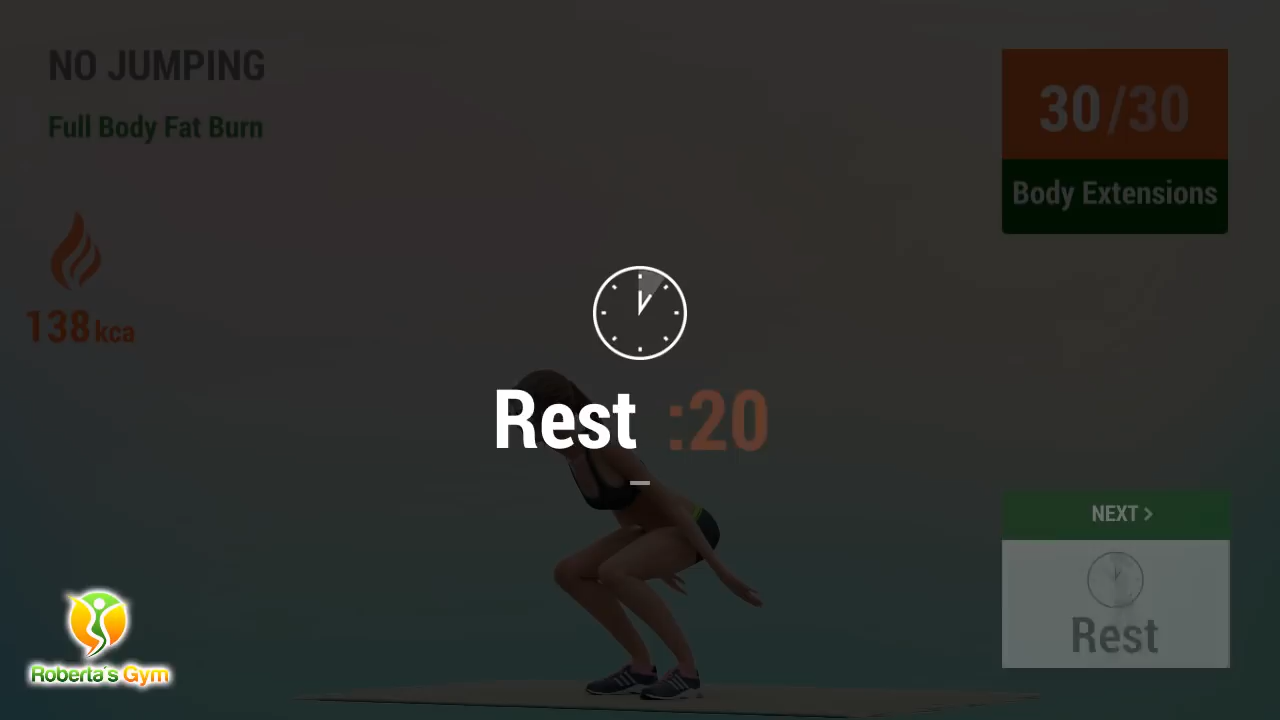 NO JUMPING
Full Body Fat Burn
30/30
Body Extensions
138 kca
Rest :20
NEXT >
Rest
Roberta´s Gym